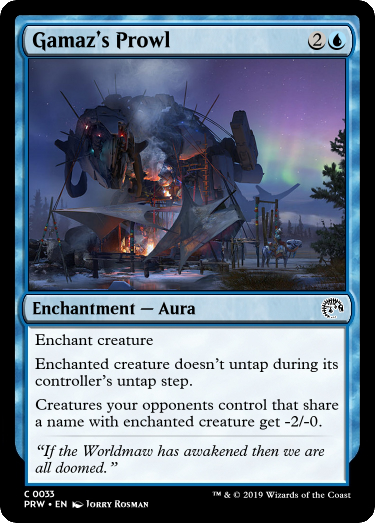 Gamaz's Prowl 2
Enchantment — Aura
Enchant creature
Enchanted creature doesn't untap during its
controller's untap step.
Creatures your opponents control that share
a name with enchanted creature get -2/-0.
"If the Worldmaw has awakened then we are
all doomed."
C 0033
PRW • EN Jorry Rosman
™ & © 2019 Wizards of the Coast